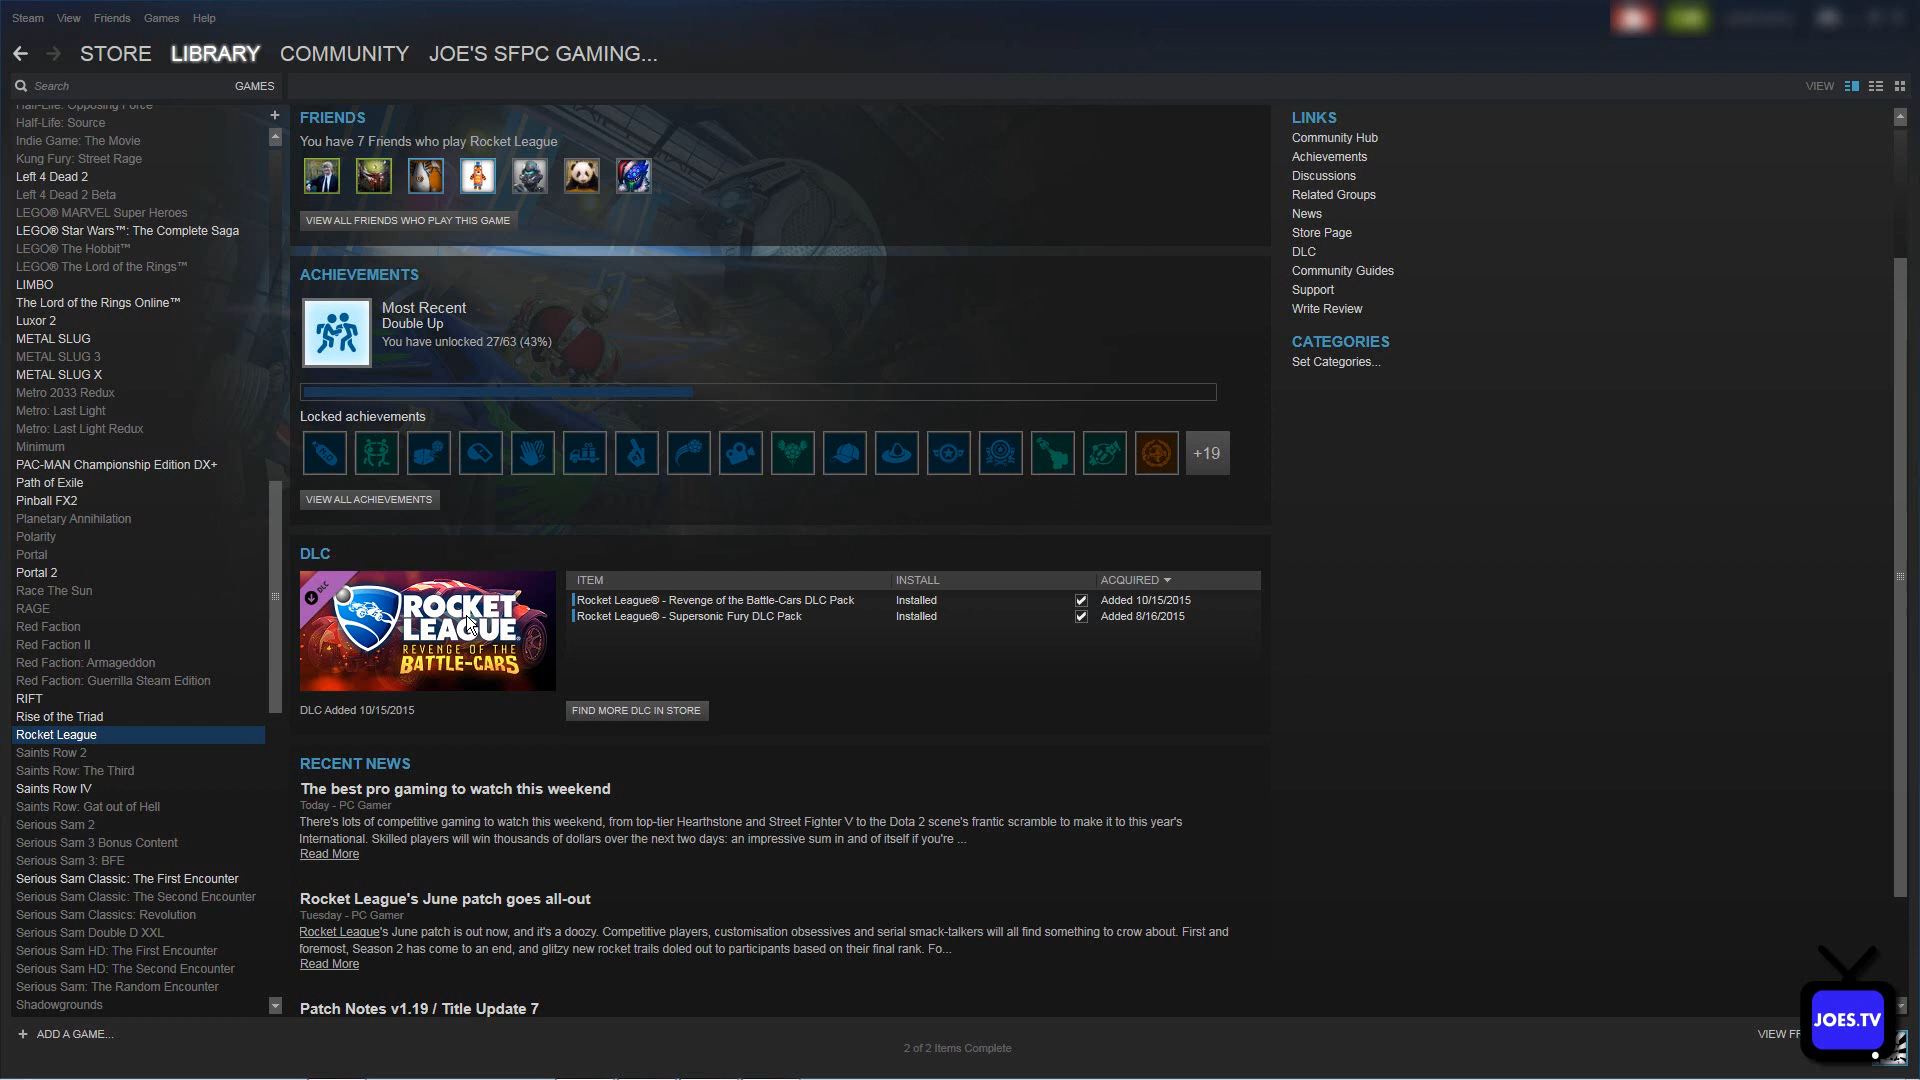 Steam View Friends Games Help
STORE LIBRARY COMMUNITY JOE'S SFPC GAMING...
Search GAMES
VIEW
Half-Life: Opposing Force
Half-Life: Source
Indie Game: The Movie
Kung Fury: Street Rage
Left 4 Dead 2
Left 4 Dead 2 Beta
LEGO® MARVEL Super Heroes
LEGO® Star Wars™: The Complete Saga
LEGO® The Hobbit™
LEGO® The Lord of the Rings™
LIMBO
The Lord of the Rings Online™
Luxor 2
METAL SLUG
METAL SLUG 3
METAL SLUG X
Metro 2033 Redux
Metro: Last Light
Metro: Last Light Redux
Minimum
PAC-MAN Championship Edition DX+
Path of Exile
Pinball FX2
Planetary Annihilation
Polarity
Portal
Portal 2
Race The Sun
RAGE
Red Faction
Red Faction II
Red Faction: Armageddon
Red Faction: Guerrilla Steam Edition
RIFT
Rise of the Triad
Rocket League
Saints Row 2
Saints Row: The Third
Saints Row IV
Saints Row: Gat out of Hell
Serious Sam 2
Serious Sam 3 Bonus Content
Serious Sam 3: BFE
Serious Sam Classic: The First Encounter
Serious Sam Classic: The Second Encounter
Serious Sam Classics: Revolution
Serious Sam Double D XXL
Serious Sam HD: The First Encounter
Serious Sam HD: The Second Encounter
Serious Sam: The Random Encounter
Shadowgrounds
+ ADD A GAME...
FRIENDS
You have 7 Friends who play Rocket League
VIEW ALL FRIENDS WHO PLAY THIS GAME
ACHIEVEMENTS
Most Recent
Double Up
You have unlocked 27/63 (43%)
Locked achievements
+19
VIEW ALL ACHIEVEMENTS
DLC
DLC
ROCKET
LEAGUE
REVENGE OF THE
BATTLE-CARS
DLC Added 10/15/2015
ITEM INSTALL ACQUIRED
Rocket League® - Revenge of the Battle-Cars DLC Pack Installed Added 10/15/2015
Rocket League® - Supersonic Fury DLC Pack Installed Added 8/16/2015
FIND MORE DLC IN STORE
RECENT NEWS
The best pro gaming to watch this weekend
Today - PC Gamer
There's lots of competitive gaming to watch this weekend, from top-tier Hearthstone and Street Fighter V to the Dota 2 scene's frantic scramble to make it to this year's
International. Skilled players will win thousands of dollars over the next two days: an impressive sum in and of itself if you're ...
Read More
Rocket League's June patch goes all-out
Tuesday - PC Gamer
Rocket League's June patch is out now, and it's a doozy. Competitive players, customisation obsessives and serial smack-talkers will all find something to crow about. First and
foremost, Season 2 has come to an end, and glitzy new rocket trails doled out to participants based on their final rank. Fo...
Read More
Patch Notes v1.19 / Title Update 7
2 of 2 Items Complete
LINKS
Community Hub
Achievements
Discussions
Related Groups
News
Store Page
DLC
Community Guides
Support
Write Review
CATEGORIES
Set Categories...
VIEW FR
JOES.TV